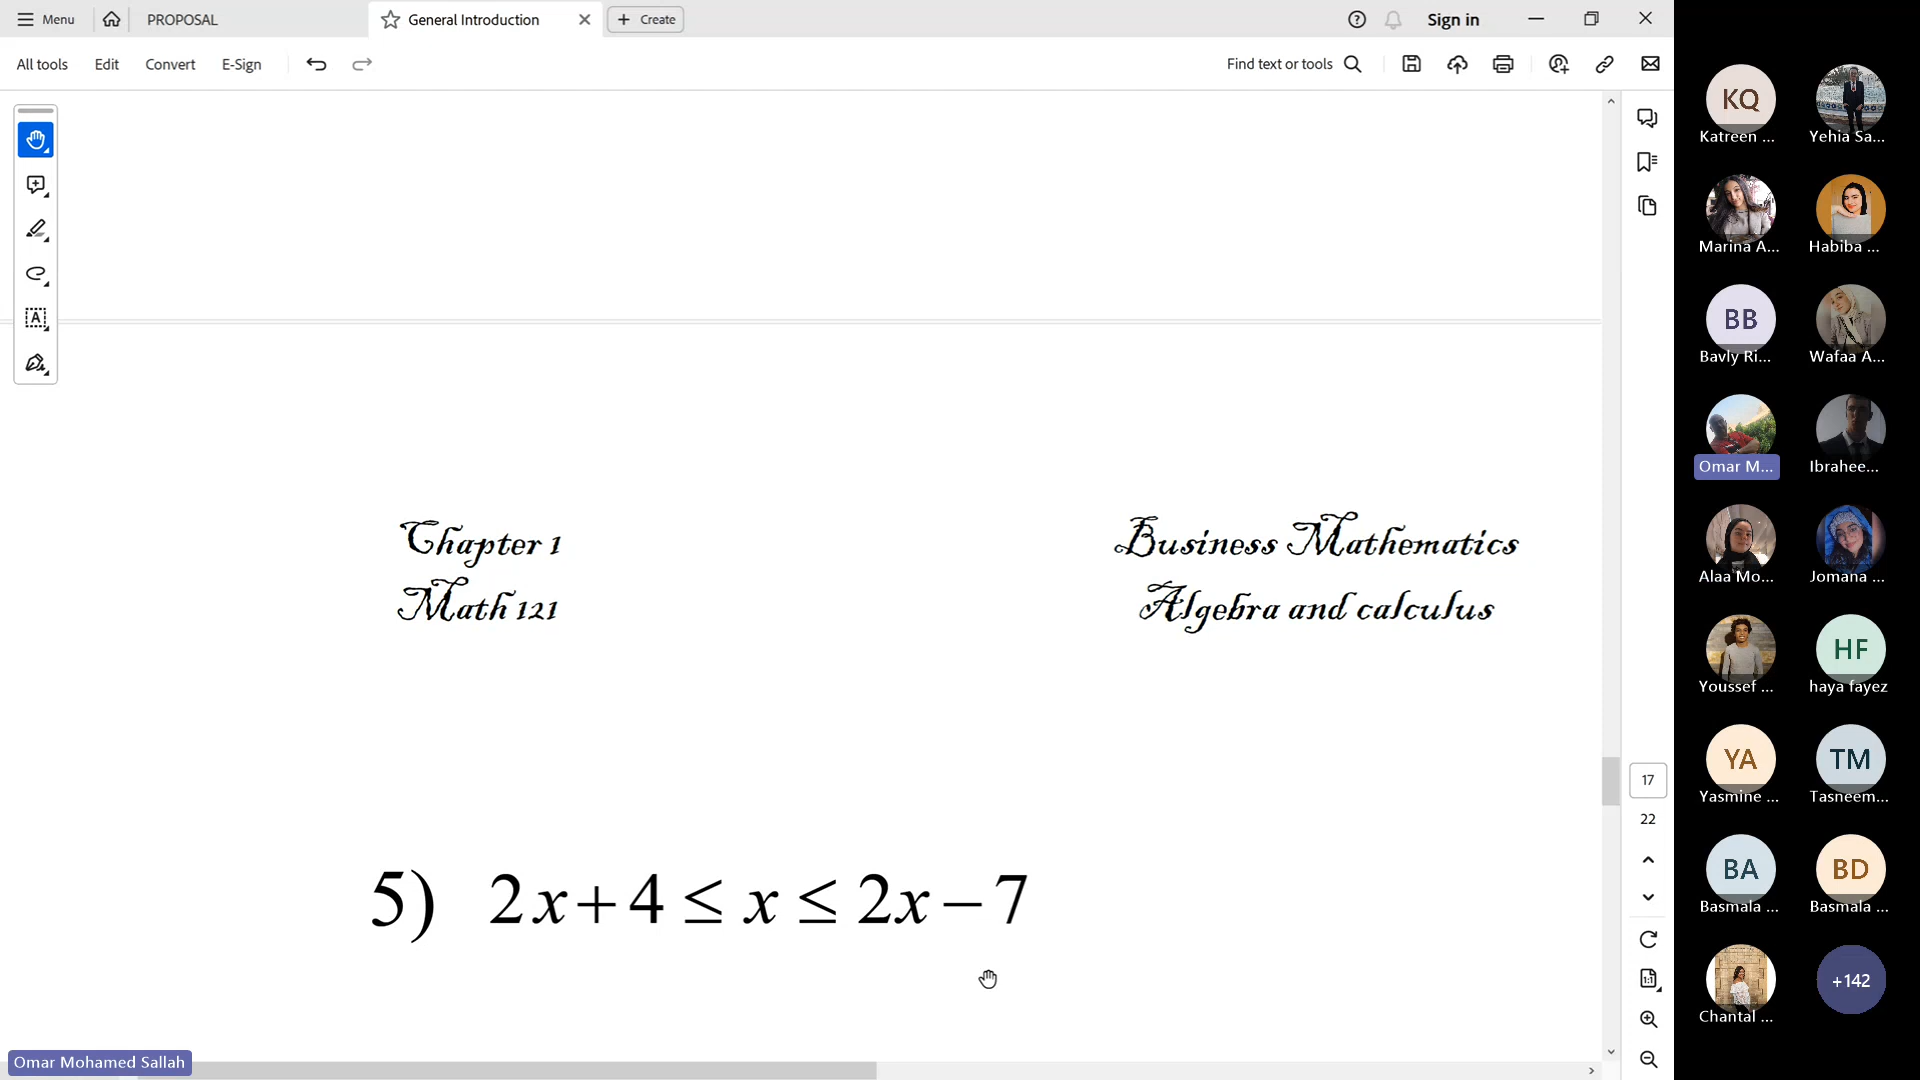 Menu
PROPOSAL
General Introduction
Create
Sign in
All tools
Edit
Convert
E-Sign
Find text or tools
Chapter 1
Business Mathematics
Math 121
Algebra and calculus
5) 2x+4 ≤ x ≤ 2x−7
17
22
Omar Mohamed Sallah
KQ
Katreen ...
Yehia Sa...
Marina A...
Habiba ...
BB
Bavly Ri...
Wafaa A...
Omar M...
Ibrahee...
Alaa Mo...
Jomana ...
Youssef ...
HF
haya fayez
YA
Yasmine ...
TM
Tasneem...
BA
Basmala ...
BD
Basmala ...
Chantal ...
+142